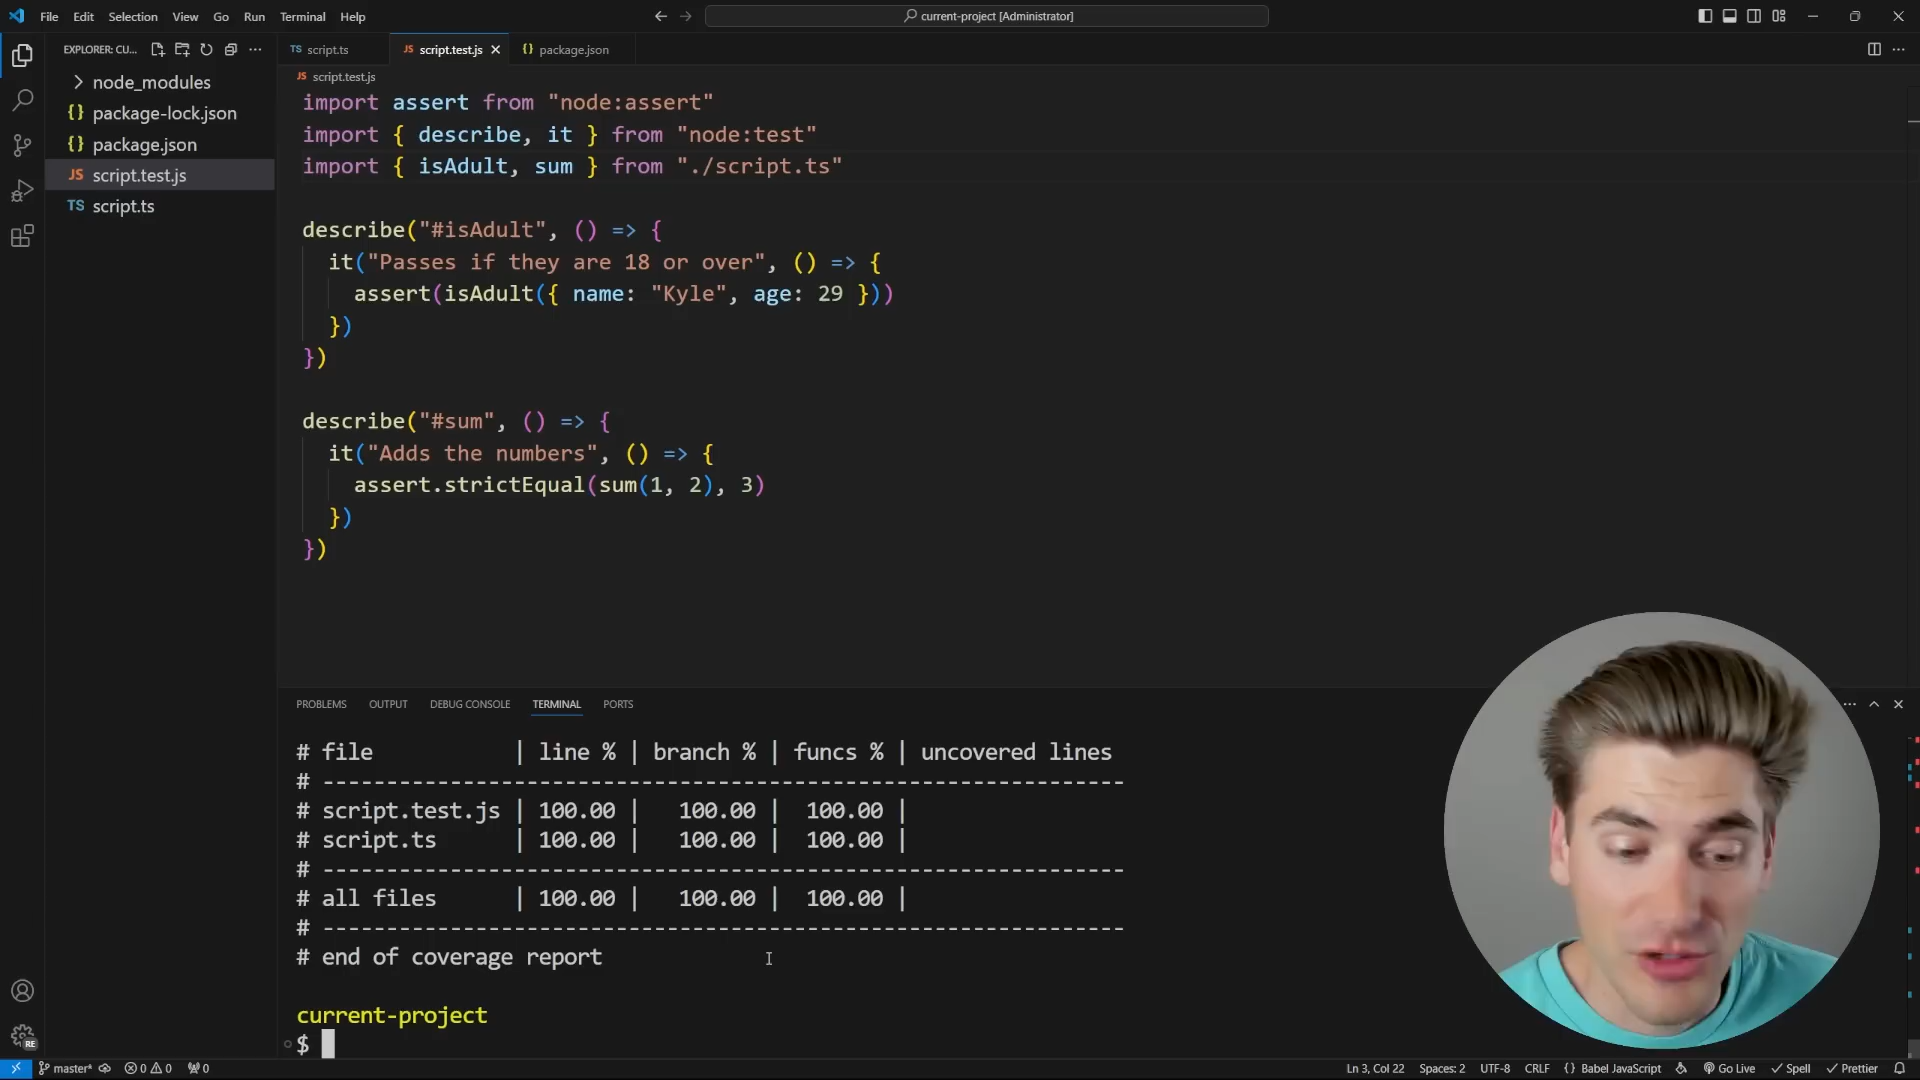 File Edit Selection View Go Run Terminal Help
current-project [Administrator]
EXPLORER: CU...
script.ts
script.test.js
package.json
node_modules
package-lock.json
package.json
script.test.js
script.ts
script.test.js
import assert from "node:assert"
import { describe, it } from "node:test"
import { isAdult, sum } from "./script.ts"
describe("#isAdult", () => {
it("Passes if they are 18 or over", () => {
assert(isAdult({ name: "Kyle", age: 29 }))
})
})
describe("#sum", () => {
it("Adds the numbers", () => {
assert.strictEqual(sum(1, 2), 3)
})
})
PROBLEMS OUTPUT DEBUG CONSOLE TERMINAL PORTS
# file | line % | branch % | funcs % | uncovered lines
# ---------------------------------------------------------------
# script.test.js | 100.00 | 100.00 | 100.00 |
# script.ts | 100.00 | 100.00 | 100.00 |
# ---------------------------------------------------------------
# all files | 100.00 | 100.00 | 100.00 |
# ---------------------------------------------------------------
# end of coverage report
current-project
$
master* 0 0 0 Ln 3, Col 22 Spaces: 2 UTF-8 CRLF {} Babel JavaScript Go Live Spell Prettier